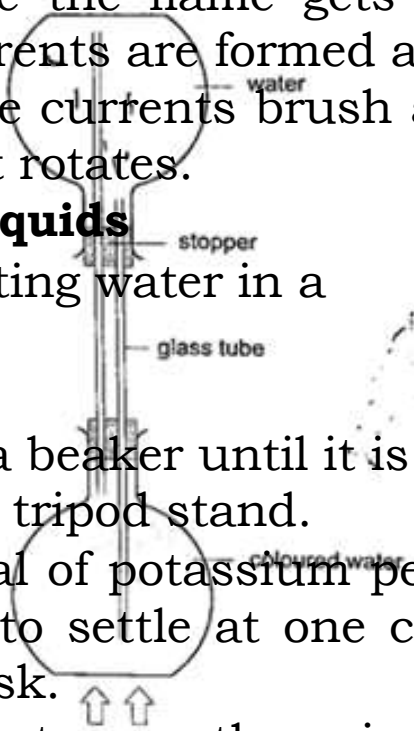 the gets
rents are formed a
water
e currents brush a
t rotates.
quids
stopper
ting water in a
glass tube
a beaker until it is
tripod stand.
coloured water
al of potassium pe
to settle at one c
sk.